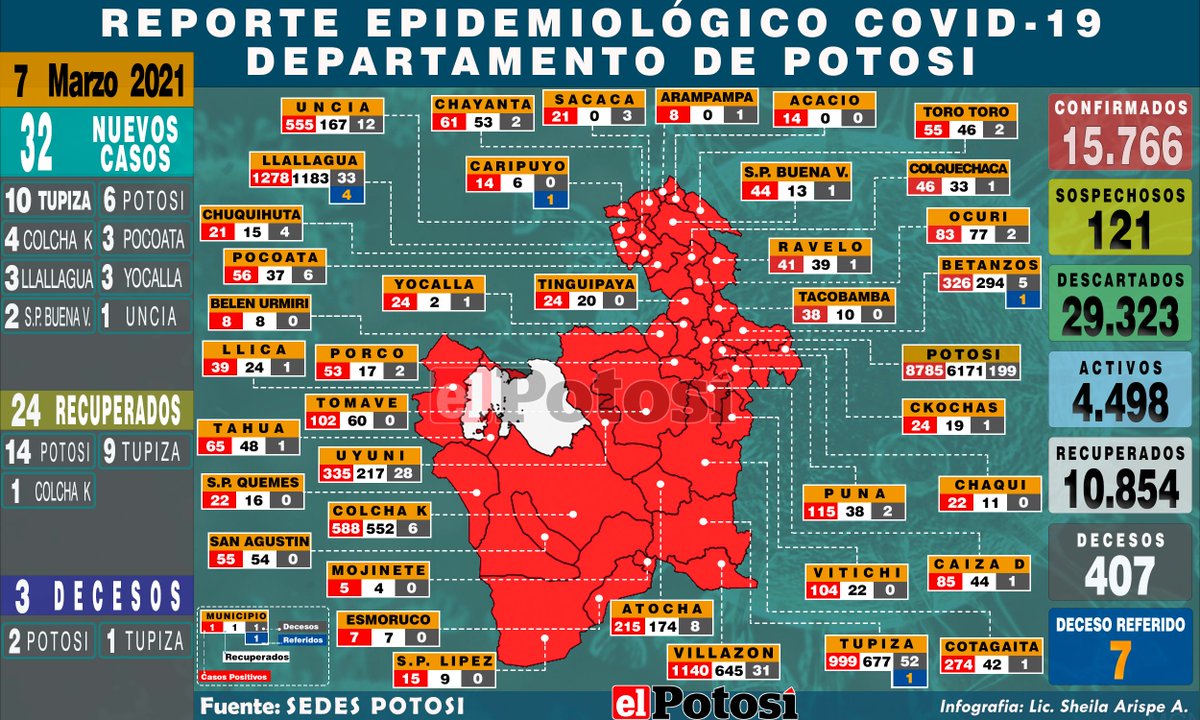 REPORTE EPIDEMIOLÓGICO COVID-19
DEPARTAMENTO DE POTOSI
7 Marzo 2021
32 NUEVOS CASOS
10 TUPIZA 6 POTOSI
4 COLCHA K 3 POCOATA
3 LLALLAGUA 3 YOCALLA
2 S.P. BUENA V. 1 UNCIA
24 RECUPERADOS
14 POTOSI 9 TUPIZA
1 COLCHA K
3 DECESOS
2 POTOSI 1 TUPIZA
UNCIA
555 167 12
CHAYANTA
61 53 2
SACACA
21 0 3
ARAMPAMPA
8 0 1
ACACIO
14 0 0
TORO TORO
55 46 2
LLALLAGUA
1278 1183 33
4
CARIPUYO
14 6 0
1
S.P. BUENA V.
44 13 1
COLQUECHACA
46 33 1
CHUQUIHUTA
21 15 4
OCURI
83 77 2
POCOATA
56 37 6
RAVELO
41 39 1
BETANZOS
326 294 5
1
YOCALLA
24 2 1
TINGUIPAYA
24 20 0
TACOBAMBA
38 10 0
BELEN URMIRI
8 8 0
LLICA
39 24 1
PORCO
53 17 2
POTOSI
8785 6171 199
el Potosí
TOMAVE
102 60 0
CKOCHAS
24 19 1
TAHUA
65 48 1
UYUNI
335 217 28
S.P. QUEMES
22 16 0
PUNA
115 38 2
CHAQUI
22 11 0
COLCHA K
588 552 6
SAN AGUSTIN
55 54 0
MOJINETE
5 4 0
VITICHI
104 22 0
CAIZA D
85 44 1
ESMORUCO
7 7 0
ATOCHA
215 174 8
S.P. LIPEZ
15 9 0
VILLAZON
1140 645 31
TUPIZA
999 677 52
1
COTAGAITA
274 42 1
MUNICIPIO
1 1 1 Decesos
1 Referidos
Recuperados
Casos Positivos
CONFIRMADOS
15.766
SOSPECHOSOS
121
DESCARTADOS
29.323
ACTIVOS
4.498
RECUPERADOS
10.854
DECESOS
407
DECESO REFERIDO
7
Fuente: SEDES POTOSI
el Potosí
Infografia: Lic. Sheila Arispe A.